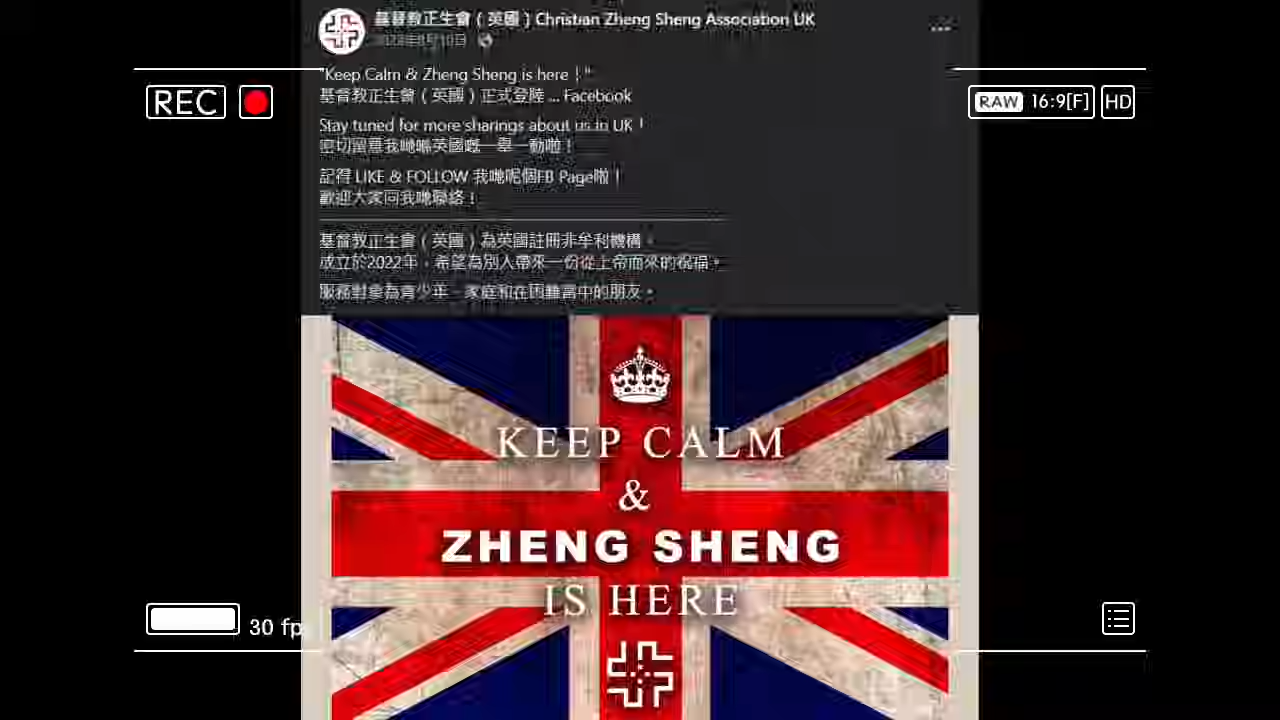 基督教正生會（英國）Christian Zheng Sheng Association UK
REC
RAW 16:9[F] HD
"Keep Calm & Zheng Sheng is here！"
基督教正生會（英國）正式登陸 ... Facebook
Stay tuned for more sharings about us in UK！
密切留意我哋喺英國嘅一舉一動啦！
記得 LIKE & FOLLOW 我哋呢個FB Page啦！
歡迎大家同我哋聯絡！
基督教正生會（英國）為英國註冊非牟利機構。
成立於2022年，希望為別人帶來一份從上帝而來的祝福。
服務對象為青少年、家庭和在困難當中的朋友。
KEEP CALM
&
ZHENG SHENG
IS HERE
30 fp